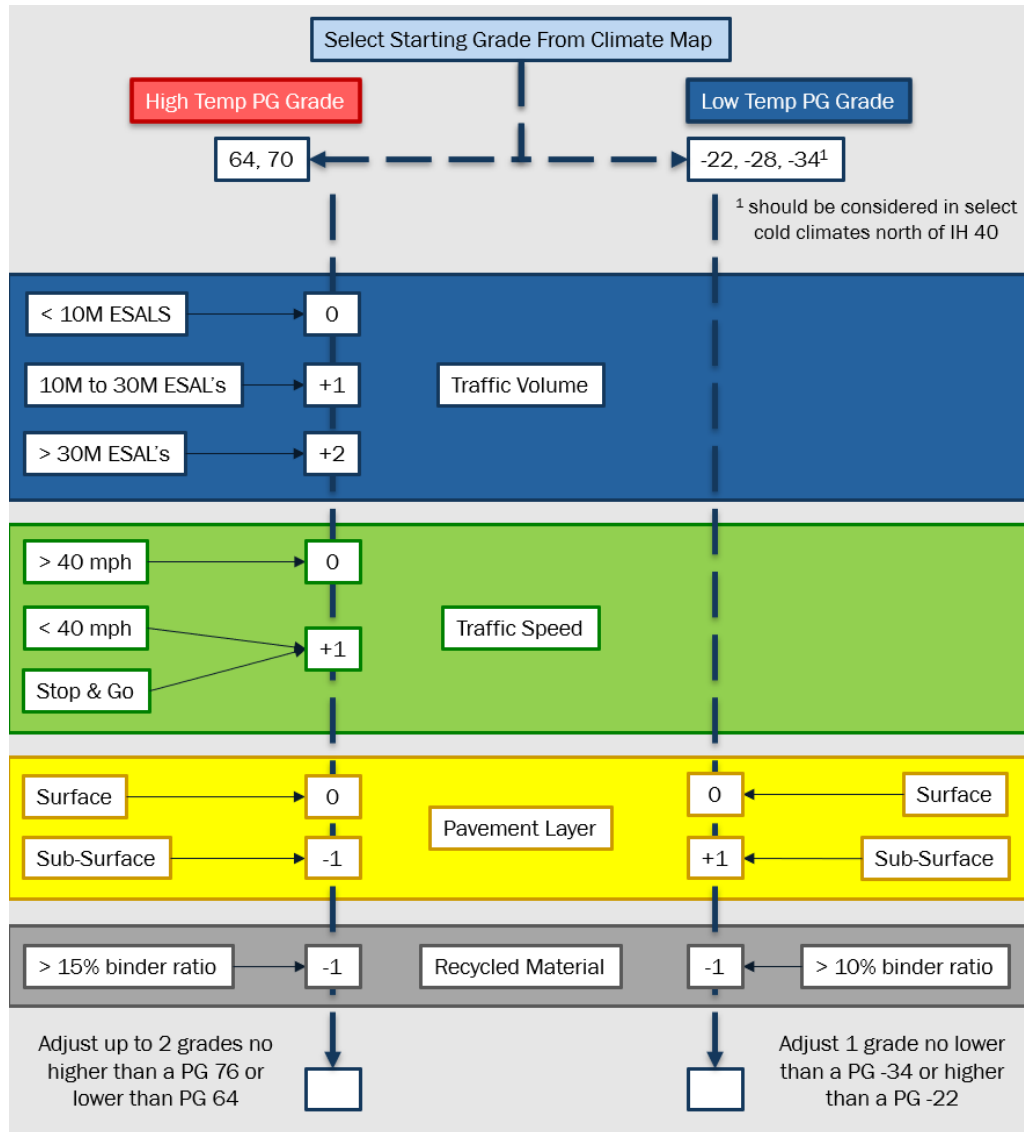 Select Starting Grade From Climate Map
High Temp PG Grade
Low Temp PG Grade
64, 70
-22, -28, -34¹
¹ should be considered in select
cold climates north of IH 40
< 10M ESALS
0
10M to 30M ESAL's
+1
Traffic Volume
> 30M ESAL's
+2
> 40 mph
0
< 40 mph
Traffic Speed
+1
Stop & Go
Surface
0
0
Surface
Pavement Layer
Sub-Surface
-1
+1
Sub-Surface
> 15% binder ratio
-1
Recycled Material
-1
> 10% binder ratio
Adjust up to 2 grades no
higher than a PG 76 or
lower than PG 64
Adjust 1 grade no lower
than a PG -34 or higher
than a PG -22